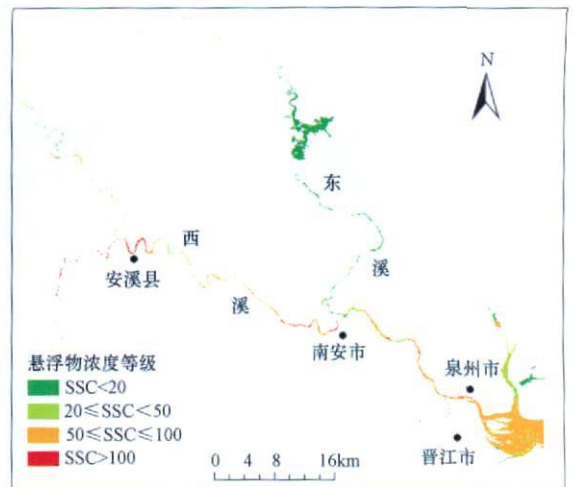 N
东
西
溪
安溪县
溪
南安市
泉州市
晋江市
悬浮物浓度等级
SSC<20
20≤SSC<50
50≤SSC≤100
SSC>100
0 4 8 16km